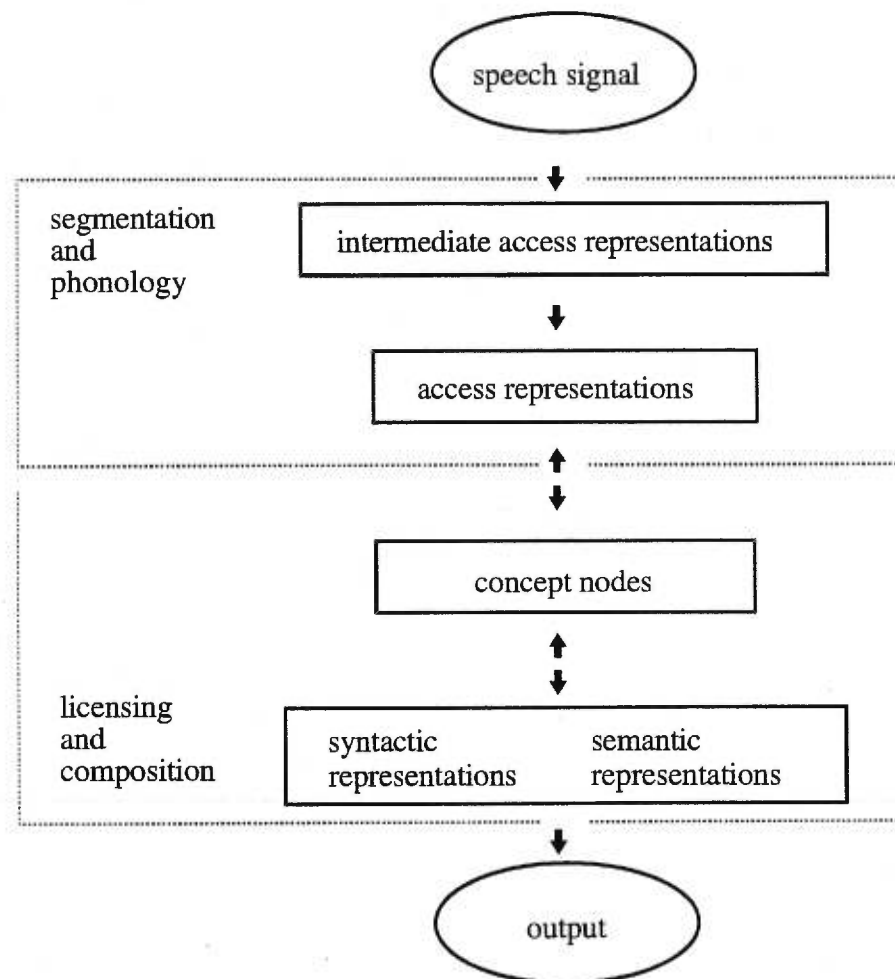 speech signal
segmentation
and
phonology
intermediate access representations
access representations
concept nodes
licensing
and
composition
syntactic
representations
semantic
representations
output